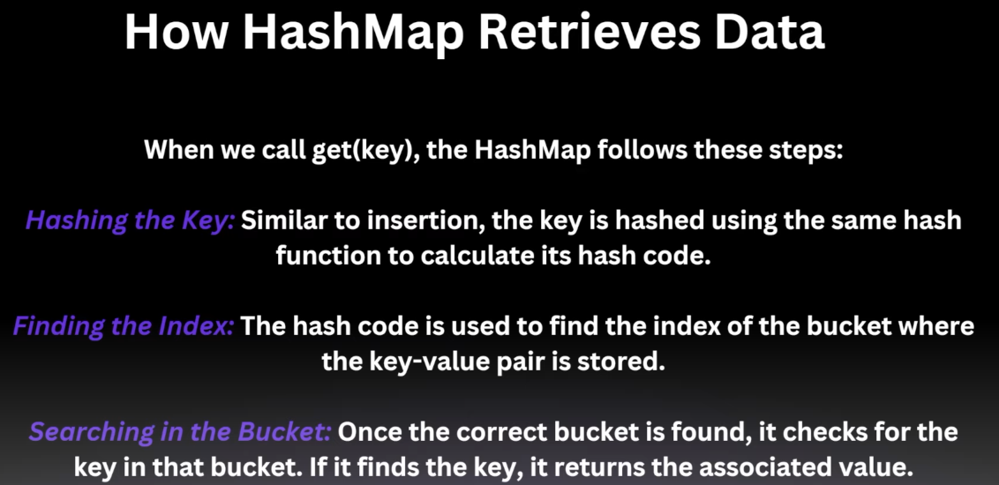 How HashMap Retrieves Data
When we call get(key), the HashMap follows these steps:
Hashing the Key: Similar to insertion, the key is hashed using the same hash
function to calculate its hash code.
Finding the Index: The hash code is used to find the index of the bucket where
the key-value pair is stored.
Searching in the Bucket: Once the correct bucket is found, it checks for the
key in that bucket. If it finds the key, it returns the associated value.